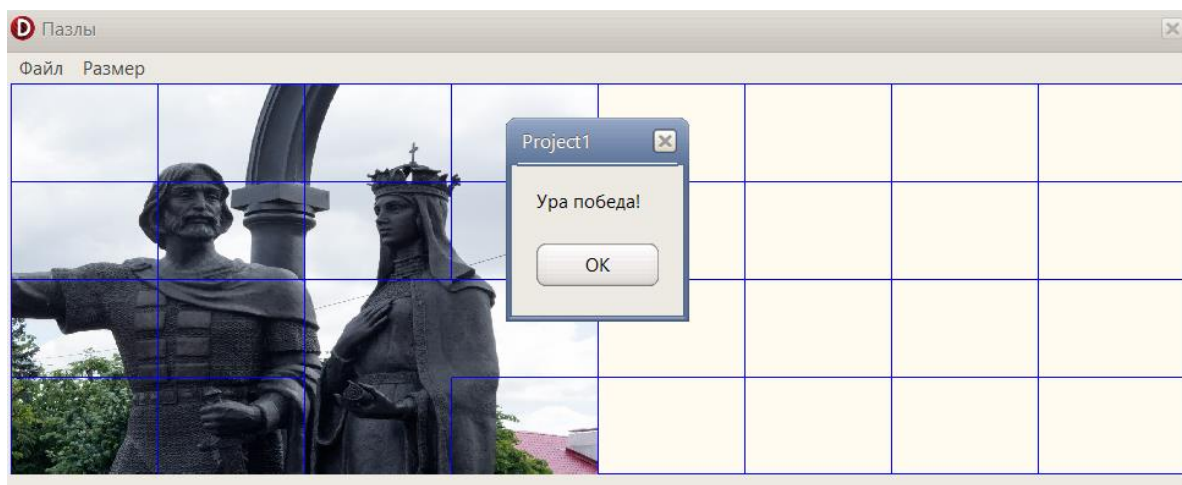 Пазлы
Файл Размер
Project1
Ура победа!
OK